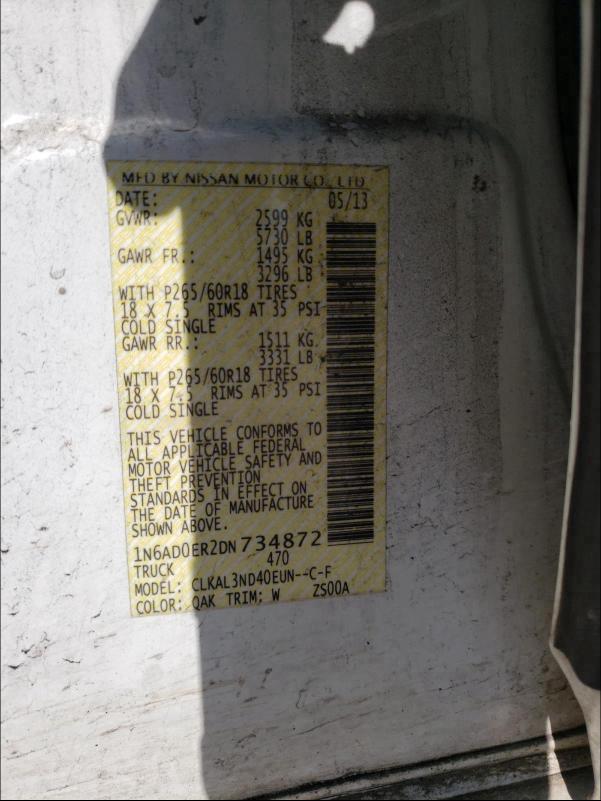 MFD BY NISSAN MOTOR CO., LTD
DATE: 05/13
GVWR: 2599 KG
5730 LB
GAWR FR.: 1495 KG
3296 LB
WITH P265/60R18 TIRES
18 X 7.5 RIMS AT 35 PSI
COLD SINGLE
GAWR RR.: 1511 KG.
3331 LB
WITH P265/60R18 TIRES
18 X 7.5 RIMS AT 35 PSI
COLD SINGLE
THIS VEHICLE CONFORMS TO
ALL APPLICABLE FEDERAL
MOTOR VEHICLE SAFETY AND
THEFT PREVENTION
STANDARDS IN EFFECT ON
THE DATE OF MANUFACTURE
SHOWN ABOVE.
1N6AD0ER2DN734872
TRUCK 470
MODEL: CLKAL3ND40EUN--C-F
COLOR: QAK TRIM: W ZS00A